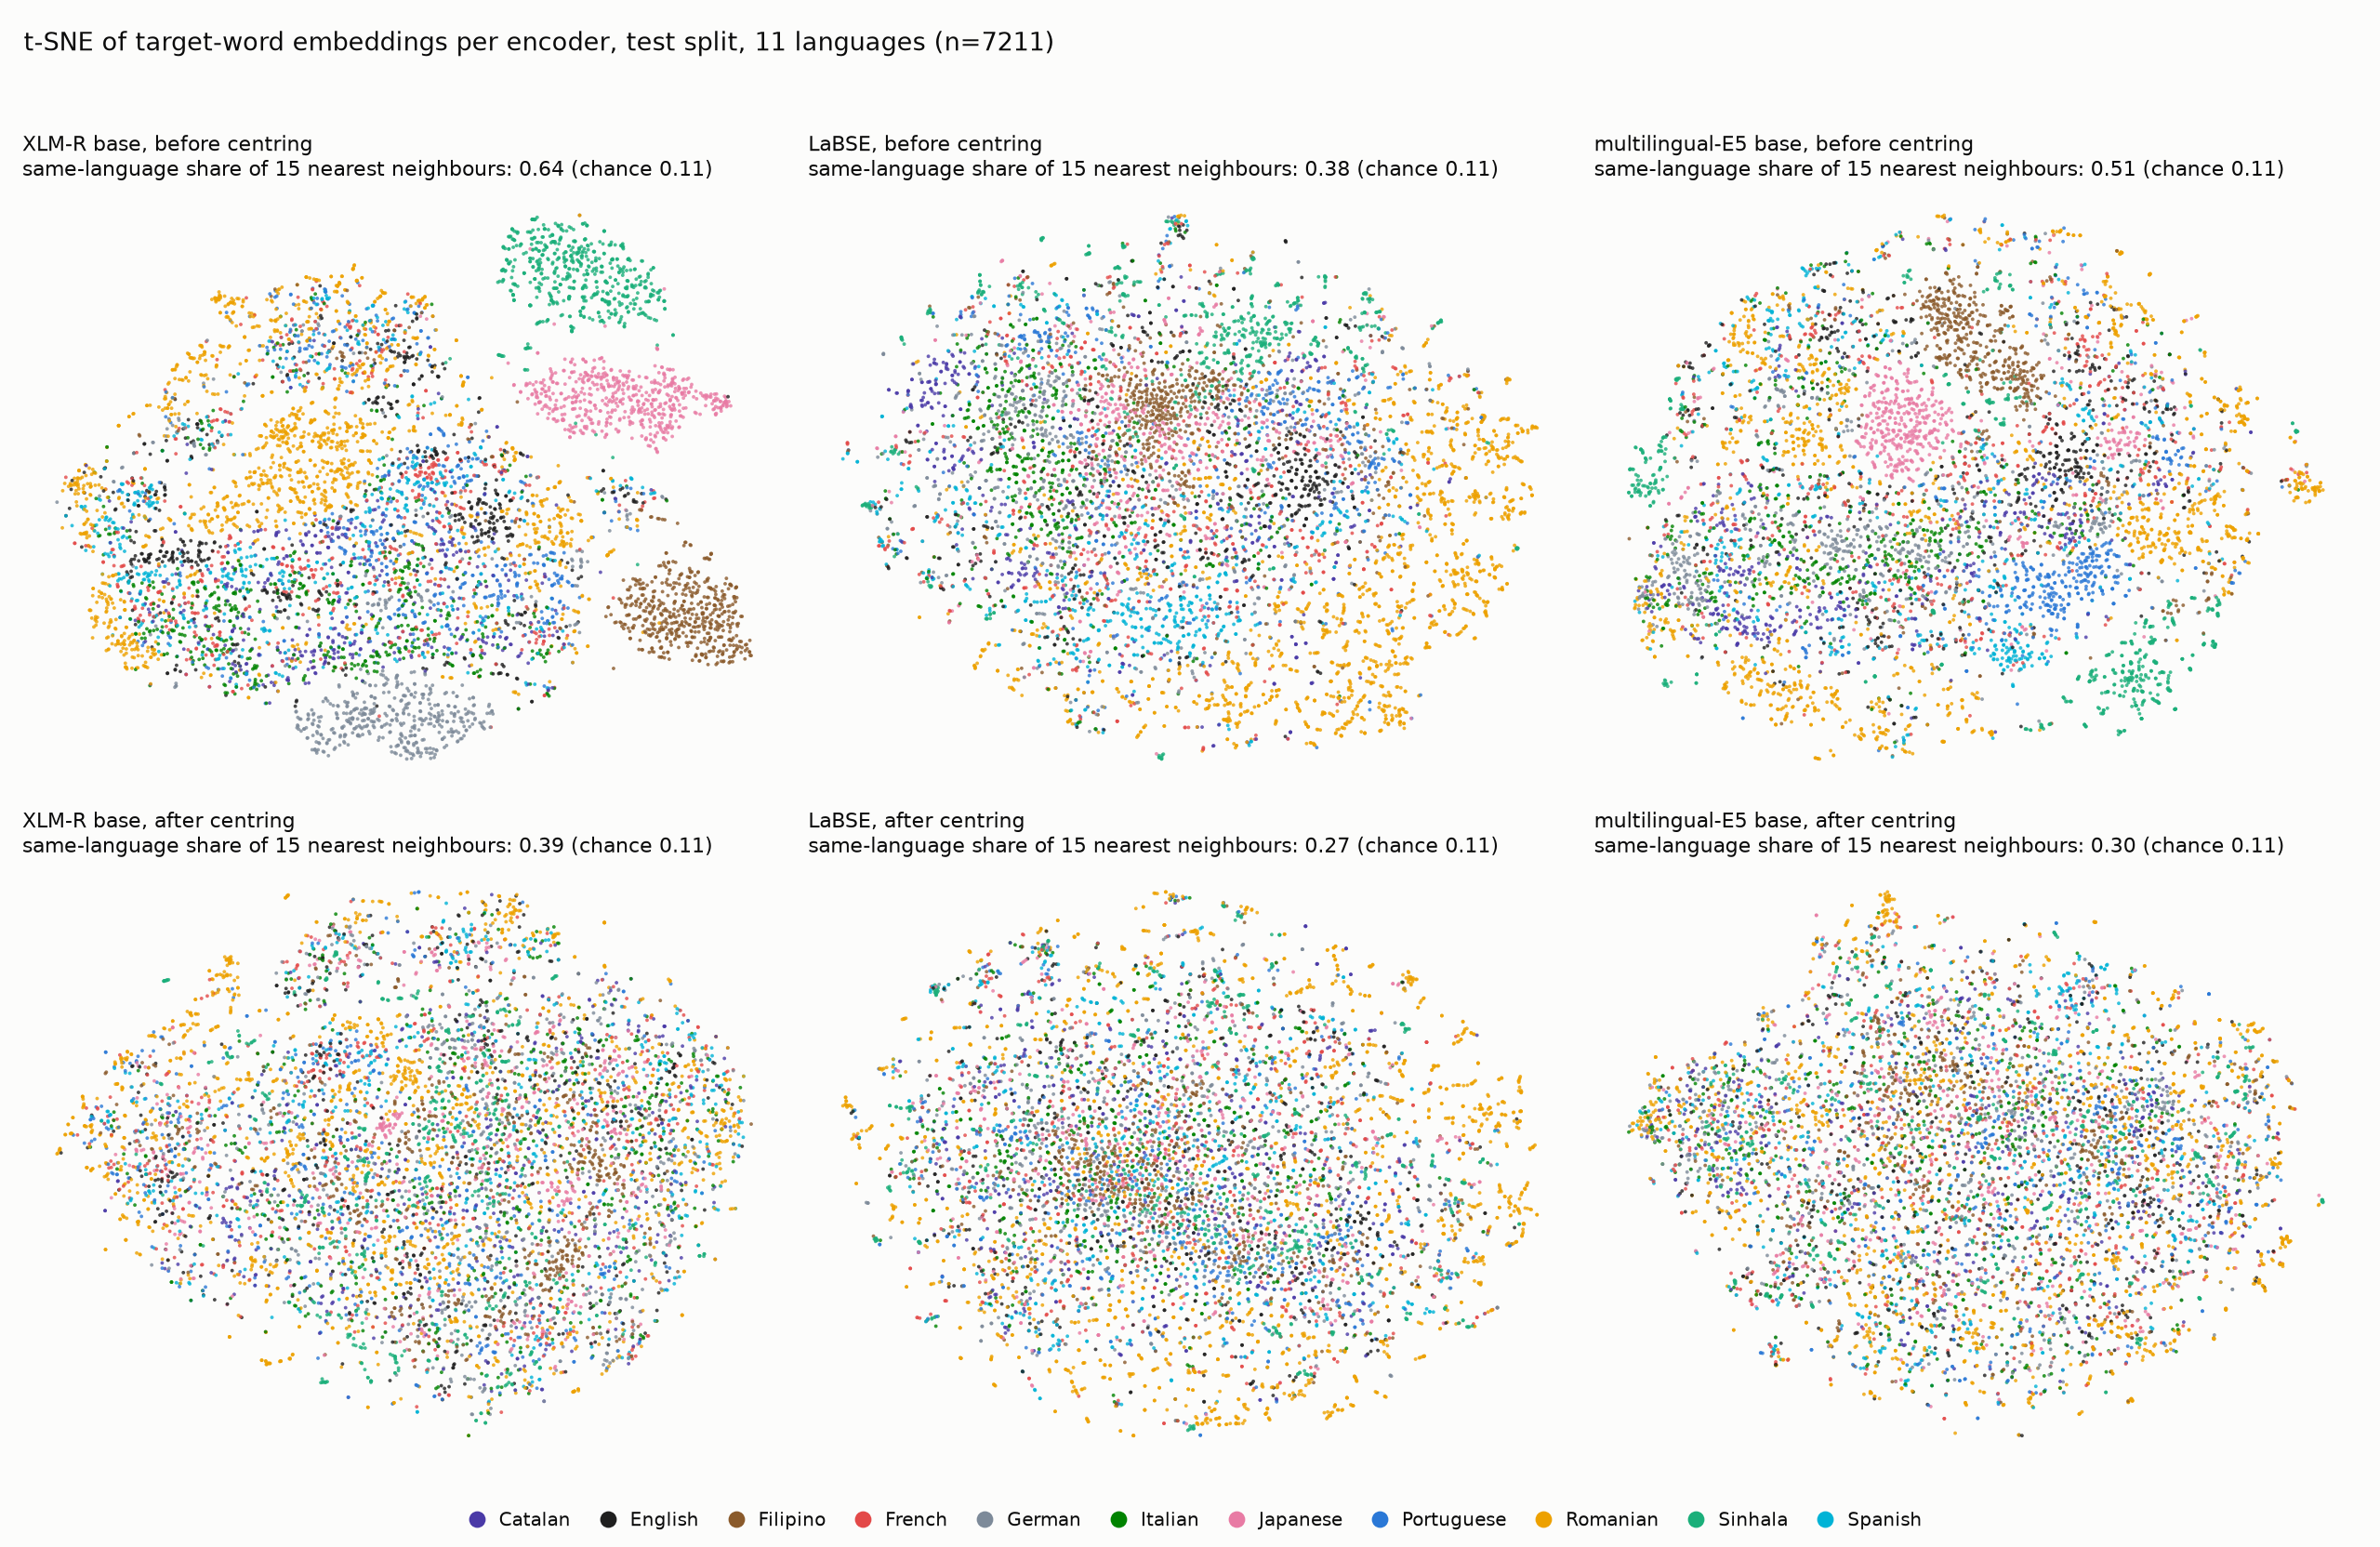 t-SNE of target-word embeddings per encoder, test split, 11 languages (n=7211)
XLM-R base, before centring
same-language share of 15 nearest neighbours: 0.64 (chance 0.11)
LaBSE, before centring
same-language share of 15 nearest neighbours: 0.38 (chance 0.11)
multilingual-E5 base, before centring
same-language share of 15 nearest neighbours: 0.51 (chance 0.11)
XLM-R base, after centring
same-language share of 15 nearest neighbours: 0.39 (chance 0.11)
LaBSE, after centring
same-language share of 15 nearest neighbours: 0.27 (chance 0.11)
multilingual-E5 base, after centring
same-language share of 15 nearest neighbours: 0.30 (chance 0.11)
Catalan English Filipino French German Italian Japanese Portuguese Romanian Sinhala Spanish